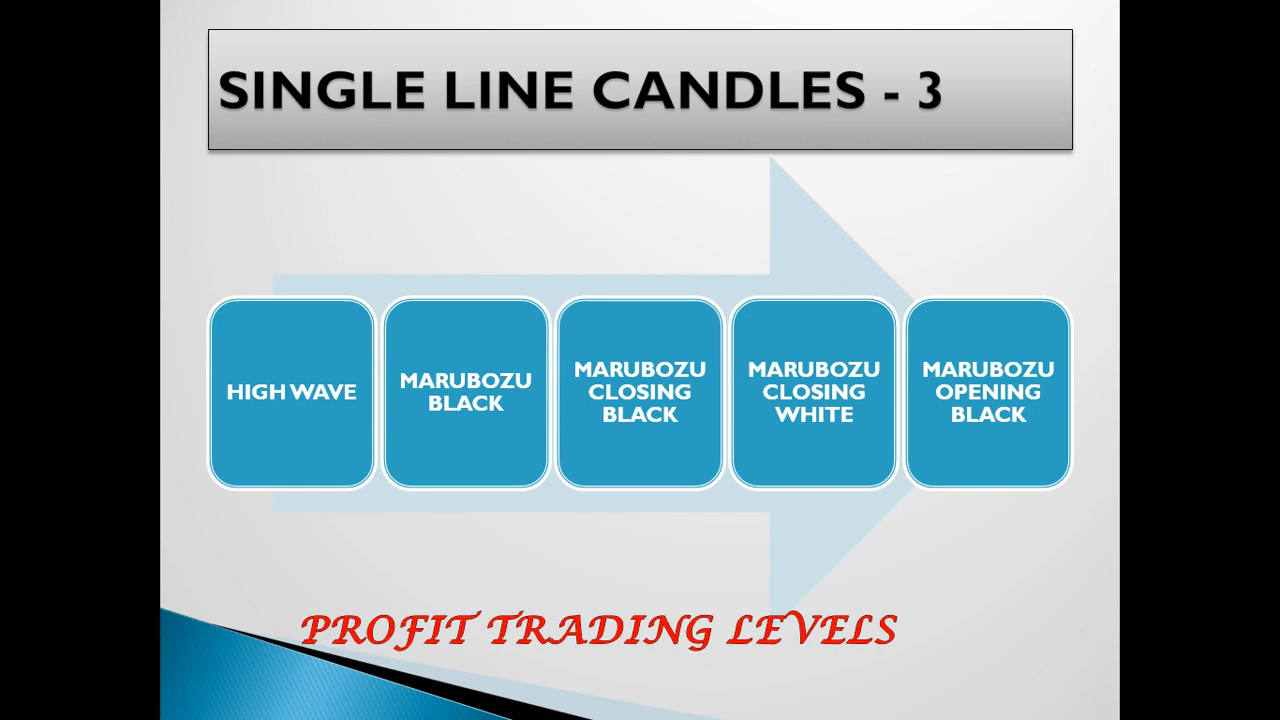 SINGLE LINE CANDLES - 3
HIGH WAVE
MARUBOZU
BLACK
MARUBOZU
CLOSING
BLACK
MARUBOZU
CLOSING
WHITE
MARUBOZU
OPENING
BLACK
PROFIT TRADING LEVELS